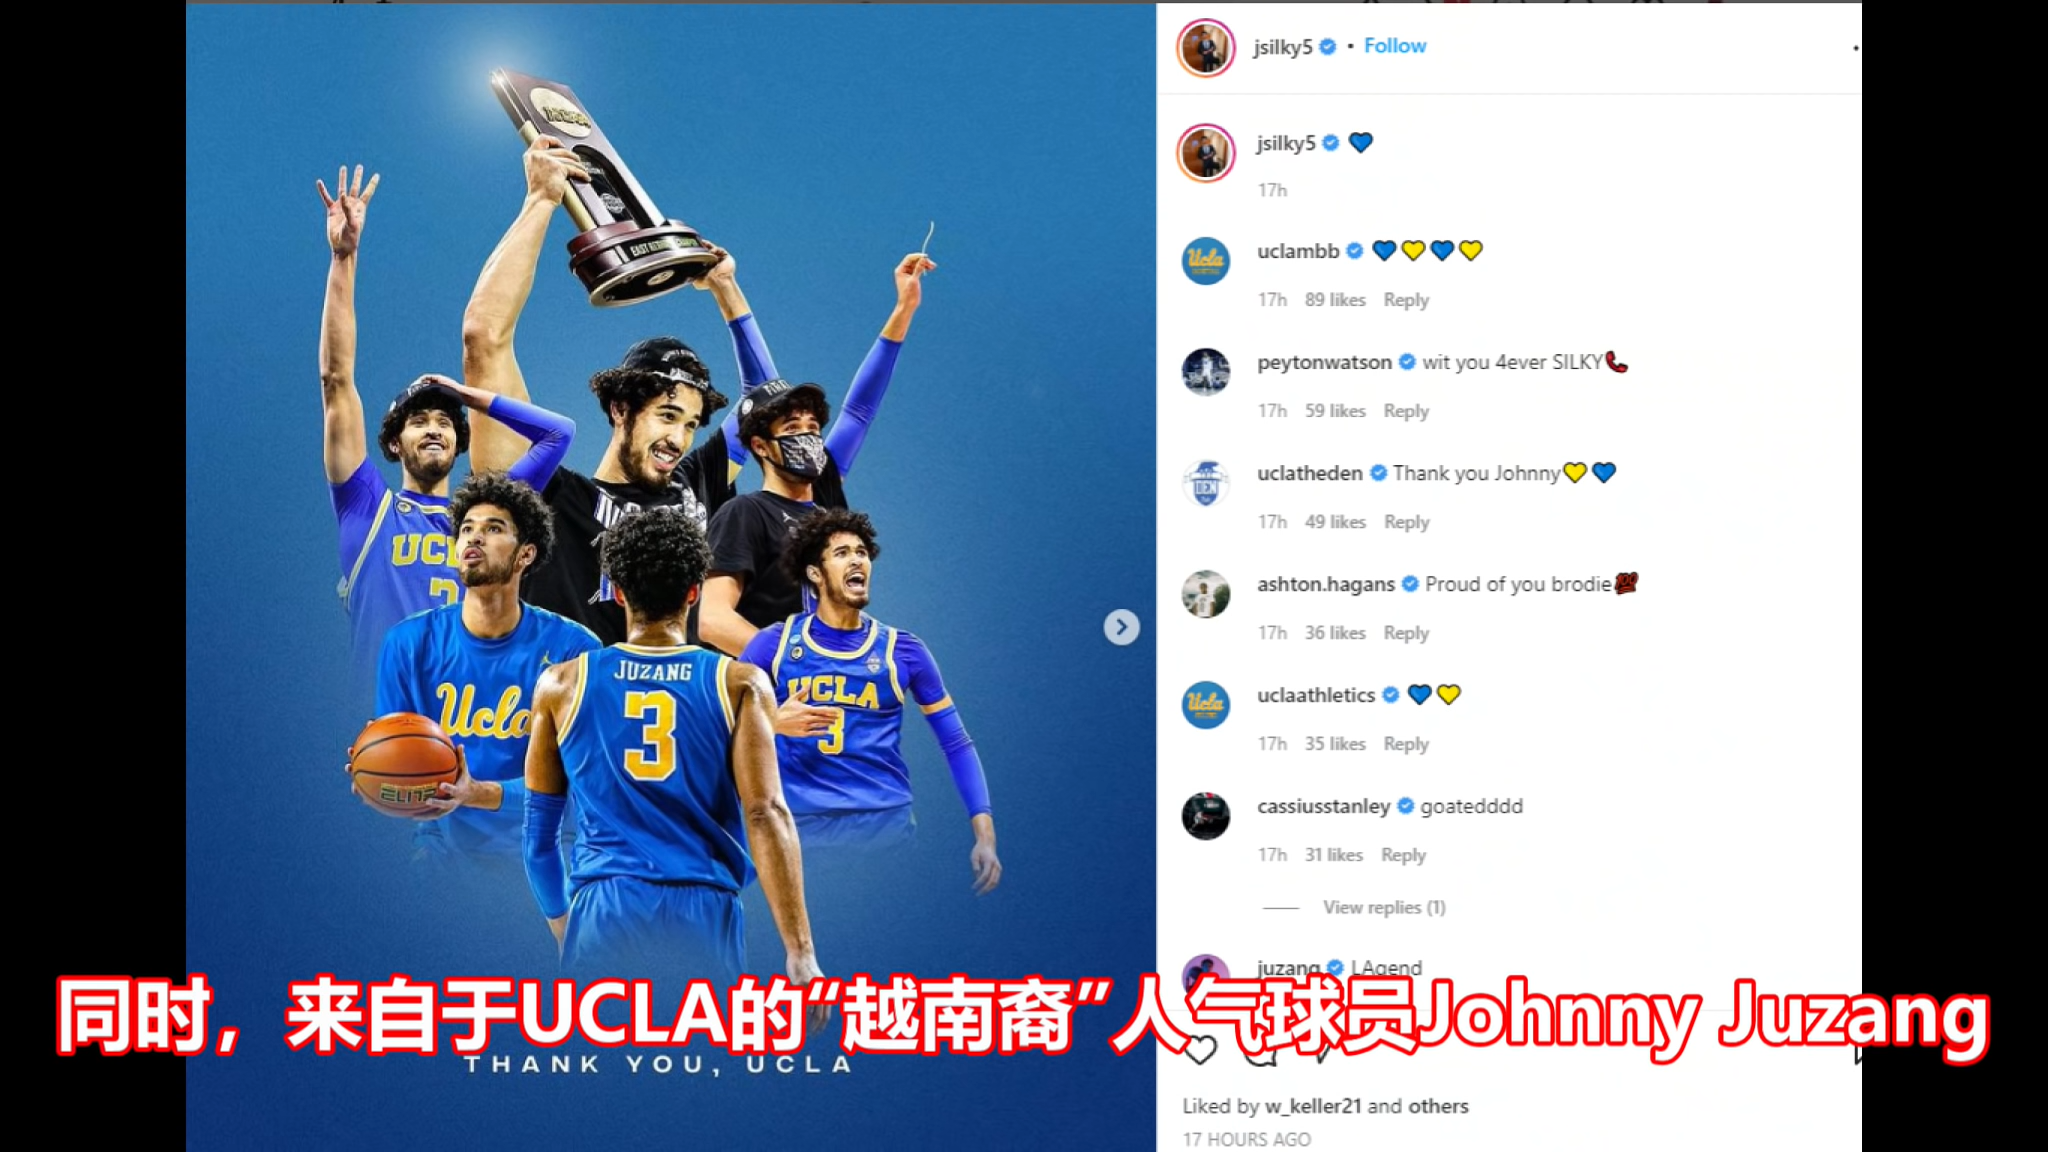 jsilky5 • Follow
jsilky5 💙
17h
uclambb 💙💛💙💛
17h 89 likes Reply
peytonwatson wit you 4ever SILKY📞
17h 59 likes Reply
uclatheden Thank you Johnny💛💙
17h 49 likes Reply
ashton.hagans Proud of you brodie💯
17h 36 likes Reply
uclaathletics 💙💛
17h 35 likes Reply
cassiusstanley goatedddd
17h 31 likes Reply
View replies (1)
juzang LAgend
Liked by w_keller21 and others
17 HOURS AGO
EAST
UCLA
3
Ucla
JUZANG
3
UCLA
3
ELITE
THANK YOU, UCLA
同时，来自于UCLA的“越南裔”人气球员Johnny Juzang